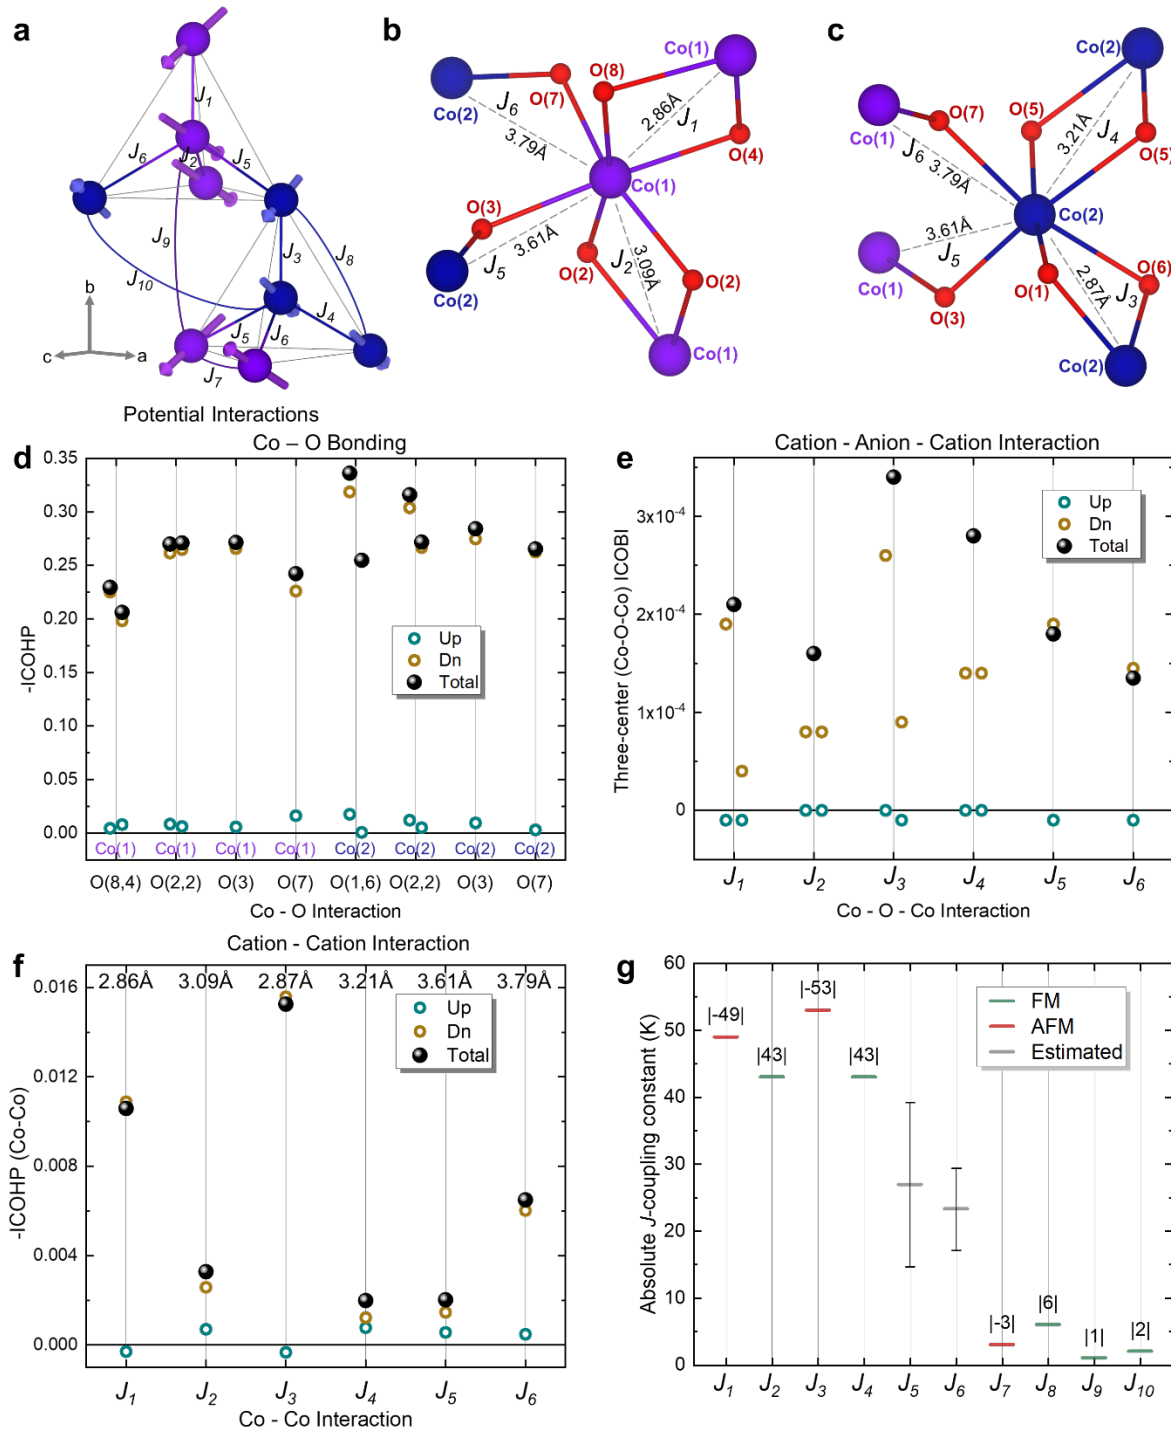 a
J1
J6
J2
J5
J9
J3
J8
J10
J5
J6
J4
J7
b
c
a
Potential Interactions
b
Co(1)
O(8)
O(7)
J6
Co(2)
3.79Å
2.86Å
J1
O(4)
Co(1)
O(3)
3.61Å
J5
Co(2)
O(2)
J2
3.09Å
O(2)
Co(1)
c
Co(2)
O(7)
O(5)
Co(1)
J6
3.79Å
3.21Å
J4
O(5)
Co(2)
3.61Å
J5
Co(1)
O(3)
O(1)
2.87Å
J3
O(6)
Co(2)
d
Co – O Bonding
-ICOHP
0.35
0.30
0.25
0.20
0.15
0.10
0.05
0.00
Up
Dn
Total
Co(1) Co(1) Co(1) Co(1) Co(2) Co(2) Co(2) Co(2)
O(8,4) O(2,2) O(3) O(7) O(1,6) O(2,2) O(3) O(7)
Co - O Interaction
e
Cation - Anion - Cation Interaction
Three-center (Co-O-Co) ICOBI
3x10-4
2x10-4
1x10-4
0
Up
Dn
Total
J1 J2 J3 J4 J5 J6
Co - O - Co Interaction
f
Cation - Cation Interaction
2.86Å 3.09Å 2.87Å 3.21Å 3.61Å 3.79Å
-ICOHP (Co-Co)
0.016
0.012
0.008
0.004
0.000
Up
Dn
Total
J1 J2 J3 J4 J5 J6
Co - Co Interaction
g
Absolute J-coupling constant (K)
60
50
40
30
20
10
0
|-49|
|43|
|-53|
|43|
|-3|
|6|
|1|
|2|
FM
AFM
Estimated
J1 J2 J3 J4 J5 J6 J7 J8 J9 J10